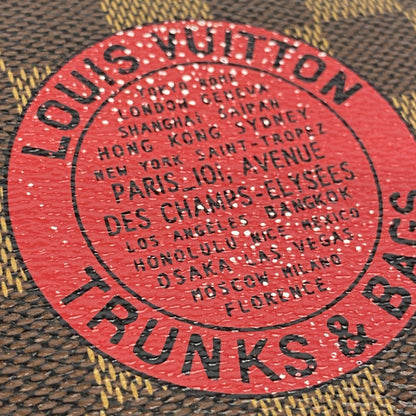 LOUIS VUITTON
TOKYO ROME
LONDON GENEVA
SHANGHAI SAIPAN
HONG KONG SYDNEY
NEW YORK SAINT-TROPEZ
PARIS_101, AVENUE
DES CHAMPS-ELYSÉES
LOS ANGELES BANGKOK
HONOLULU NICE MEXICO
OSAKA LAS VEGAS
MOSCOW MILANO
FLORENCE
TRUNKS & BAGS